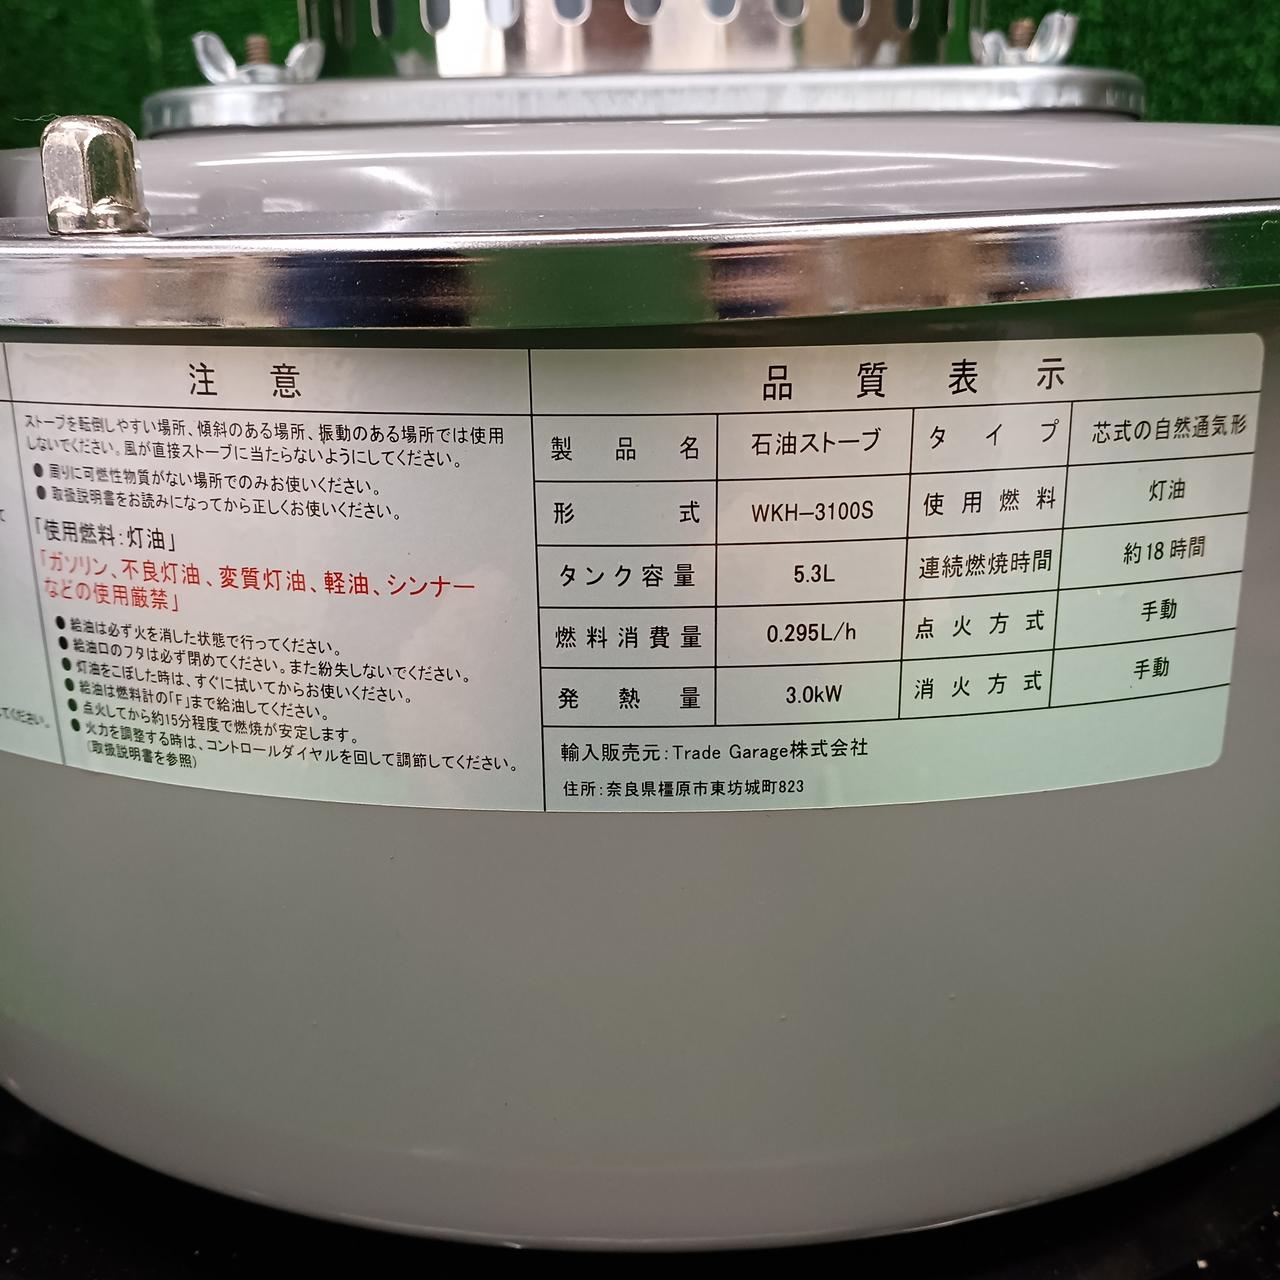 注意
ストーブを転倒しやすい場所、傾斜のある場所、振動のある場所では使用
しないでください。風が直接ストーブに当たらないようにしてください。
● 周りに可燃性物質がない場所でのみお使いください。
● 取扱説明書をお読みになってから正しくお使いください。
「使用燃料:灯油」
「ガソリン、不良灯油、変質灯油、軽油、シンナー
などの使用厳禁」
● 給油は必ず火を消した状態で行ってください。
● 給油口のフタは必ず閉めてください。また紛失しないでください。
● 灯油をこぼした時は、すぐに拭いてからお使いください。
● 給油は燃料計の「F」まで給油してください。
● 点火してから約15分程度で燃焼が安定します。
● 火力を調整する時は、コントロールダイヤルを回して調節してください。
(取扱説明書を参照)
て
てください。
品質表示
製品名 石油ストーブ タイプ 芯式の自然通気形
形式 WKH-3100S 使用燃料 灯油
タンク容量 5.3L 連続燃焼時間 約18時間
燃料消費量 0.295L/h 点火方式 手動
発熱量 3.0kW 消火方式 手動
輸入販売元:Trade Garage株式会社
住所:奈良県橿原市東坊城町823